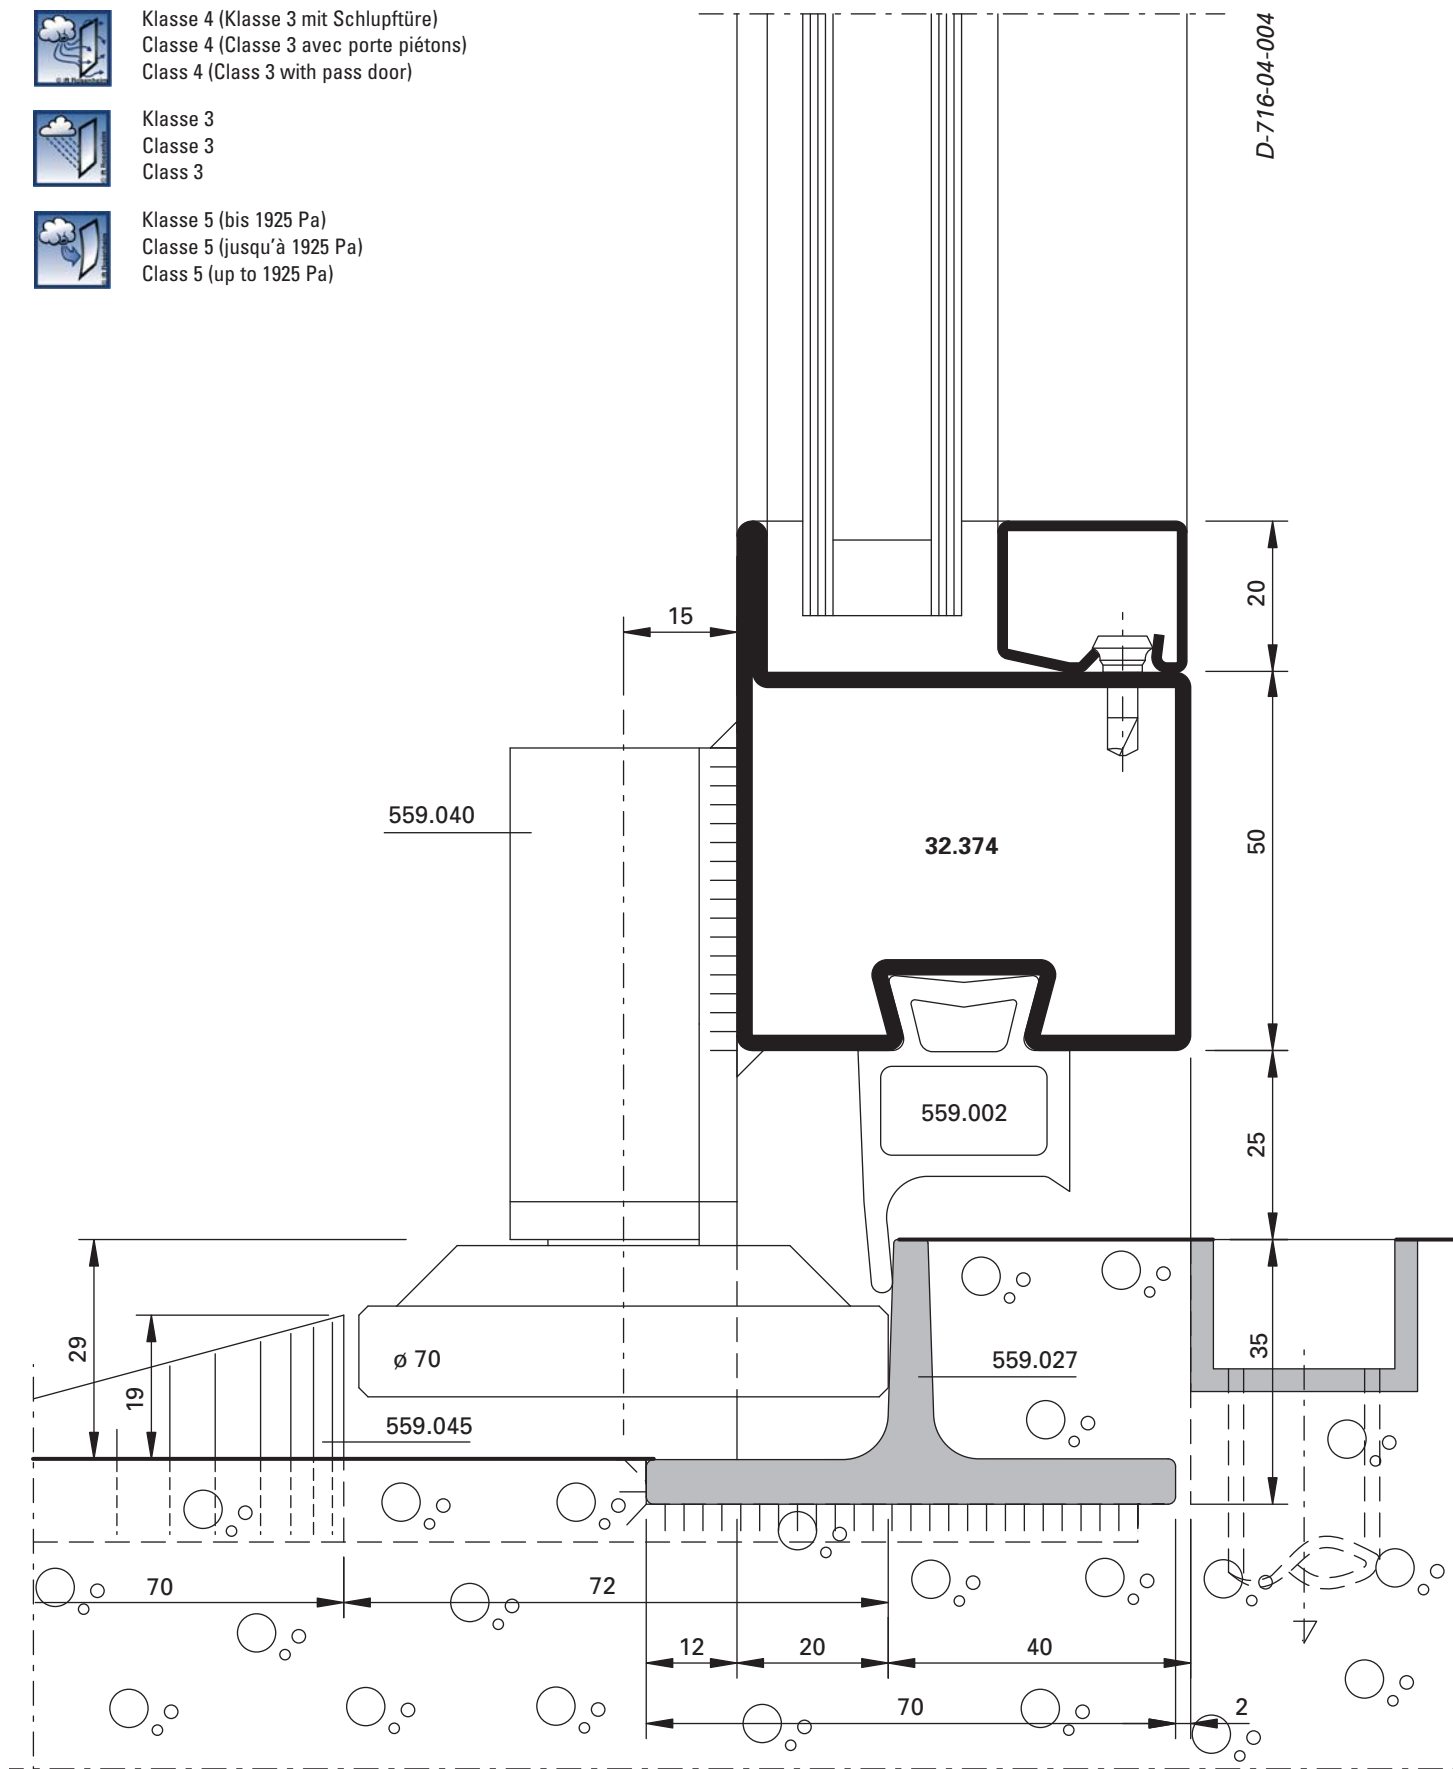 Klasse 4 (Klasse 3 mit Schlupftüre)
Classe 4 (Classe 3 avec porte piétons)
Class 4 (Class 3 with pass door)
Klasse 3
Classe 3
Class 3
Klasse 5 (bis 1925 Pa)
Classe 5 (jusqu'à 1925 Pa)
Class 5 (up to 1925 Pa)
D-716-04-004
20
15
559.040
32.374
50
559.002
25
29
19
ø 70
559.045
559.027
35
70
72
12
20
40
70
2